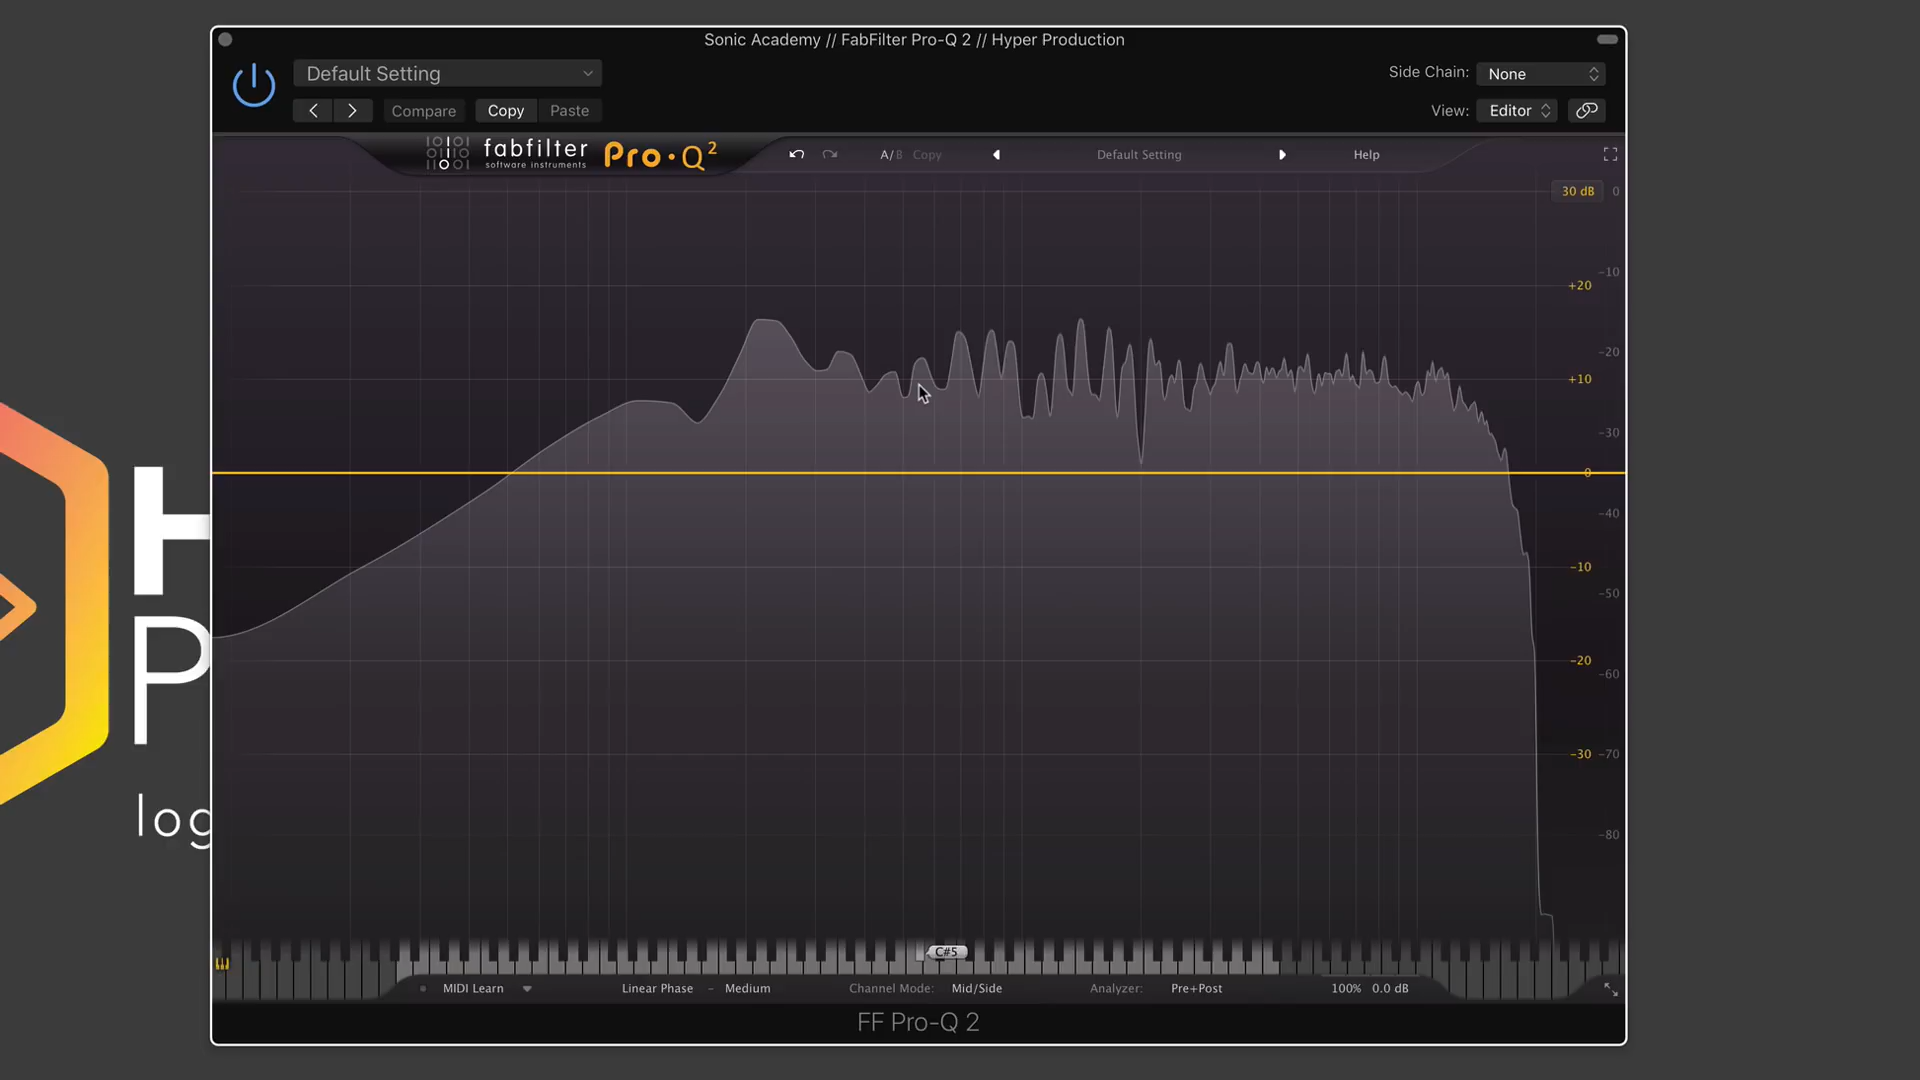 Sonic Academy // FabFilter Pro-Q 2 // Hyper Production
Default Setting
Side Chain: None
Compare Copy Paste
View: Editor
fabfilter
software instruments
Pro·Q²
A/B Copy
Default Setting
Help
30 dB 0
-10
+20
-20
+10
-30
0
-40
-10
-50
-20
-60
-30 -70
-80
H
P
log
C#5
MIDI Learn
Linear Phase - Medium
Channel Mode: Mid/Side
Analyzer: Pre+Post
100% 0.0 dB
FF Pro-Q 2